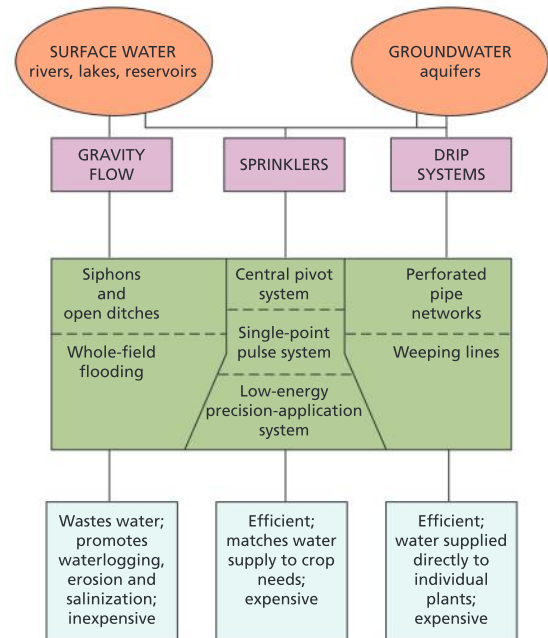 SURFACE WATER
rivers, lakes, reservoirs
GROUNDWATER
aquifers
GRAVITY
FLOW
SPRINKLERS
DRIP
SYSTEMS
Siphons
and
open ditches
Whole-field
flooding
Central pivot
system
Single-point
pulse system
Low-energy
precision-application
system
Perforated
pipe
networks
Weeping lines
Wastes water;
promotes
waterlogging,
erosion and
salinization;
inexpensive
Efficient;
matches water
supply to crop
needs;
expensive
Efficient;
water supplied
directly to
individual
plants;
expensive